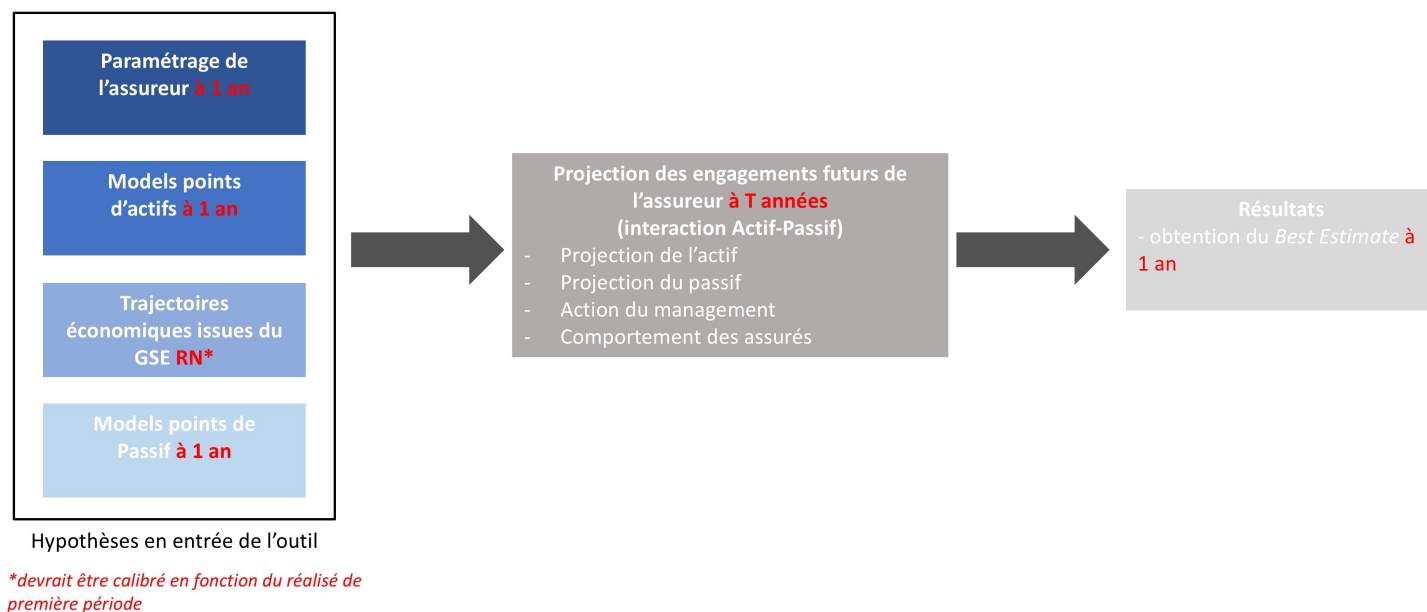 Paramétrage de
l'assureur à 1 an
Models points
d'actifs à 1 an
Trajectoires
économiques issues du
GSE RN*
Models points de
Passif à 1 an
Hypothèses en entrée de l'outil
*devrait être calibré en fonction du réalisé de
première période
Projection des engagements futurs de
l'assureur à T années
(interaction Actif-Passif)
- Projection de l'actif
- Projection du passif
- Action du management
- Comportement des assurés
Résultats
- obtention du Best Estimate à
1 an